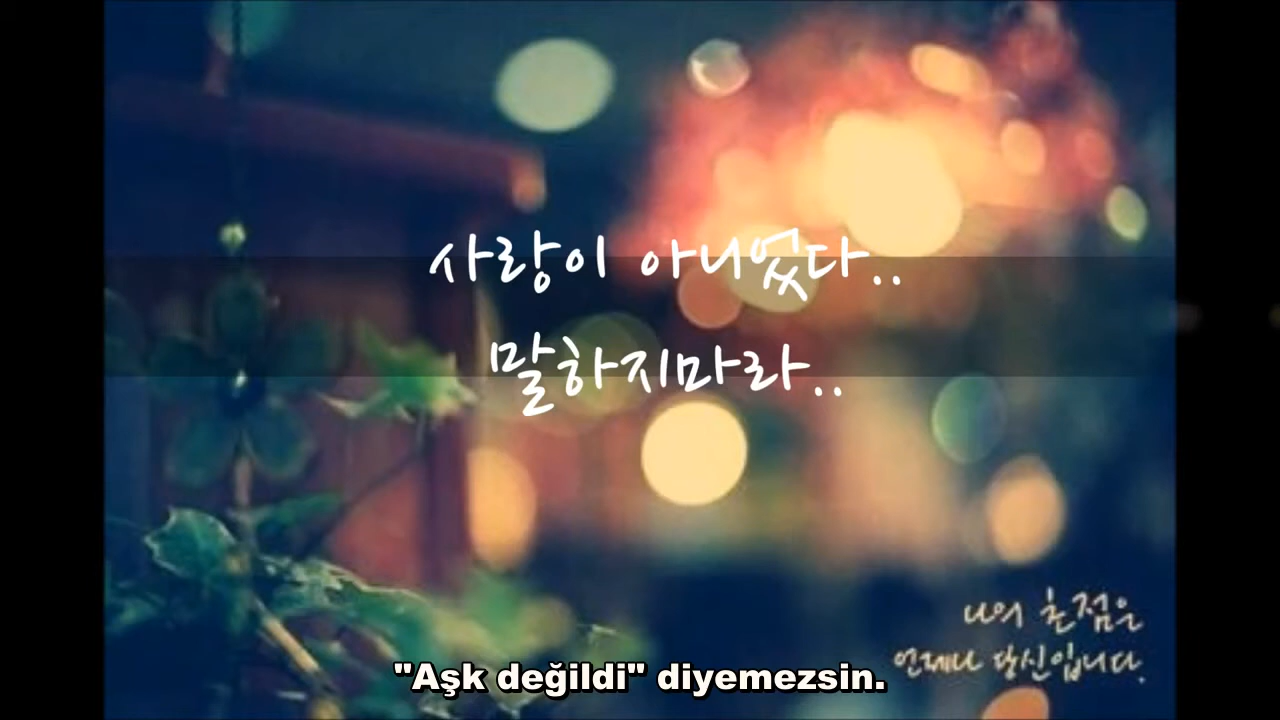 사랑이 아니었다..
말하지마라..
나의 촛점은
언제나 당신입니다.
"Aşk değildi" diyemezsin.